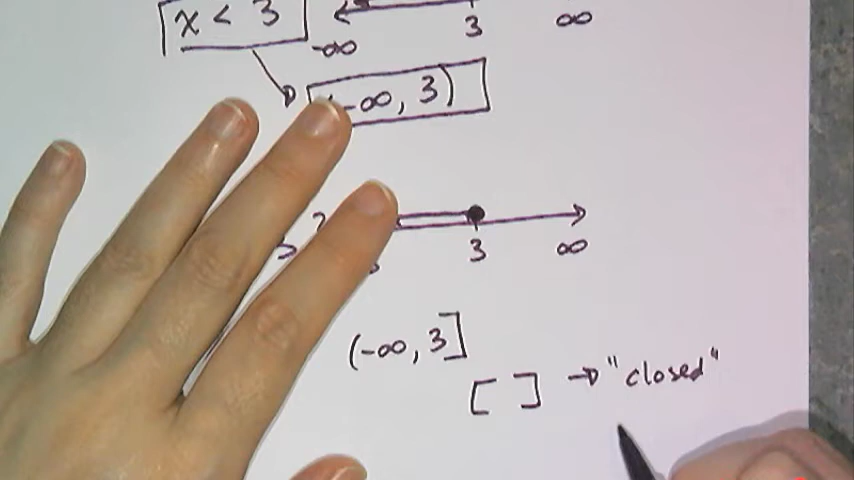 x < 3
-∞ 3 ∞
-∞, 3)
3 ∞
(-∞, 3]
[ ] → "closed"